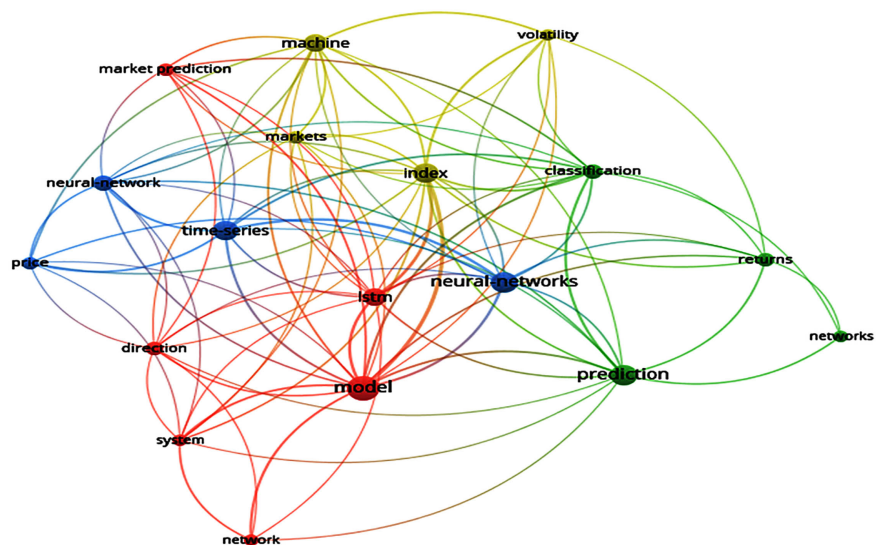 volatility
machine
market prediction
markets
index
classification
neural-network
time-series
price
returns
neural-networks
lstm
networks
direction
prediction
model
system
network